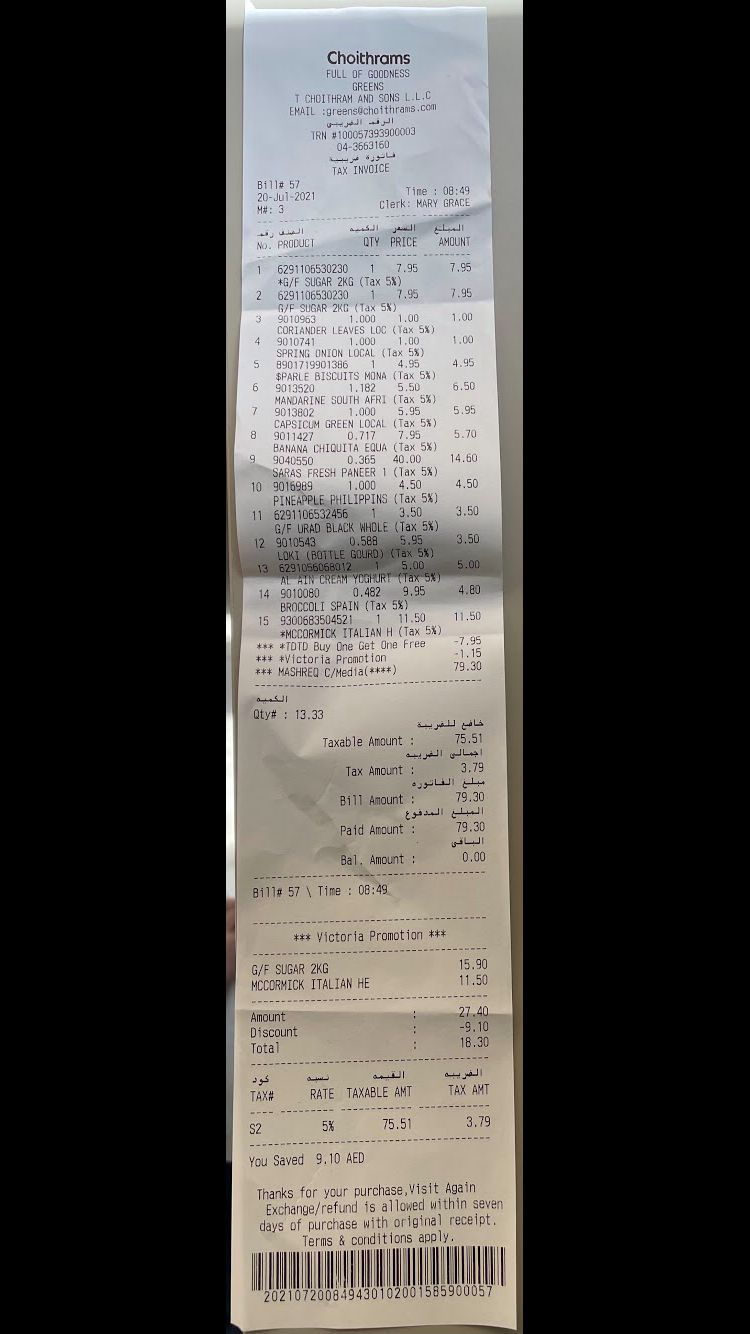 Choithrams
FULL OF GOODNESS
GREENS
T CHOITHRAM AND SONS L.L.C
EMAIL :greens@choithrams.com
الرقم الضريبي
TRN #100057393900003
04-3663160
فاتورة ضريبية
TAX INVOICE
Bill# 57
20-Jul-2021 Time : 08:49
M#: 3 Clerk: MARY GRACE
المبلغ السعر الكميه الصنف رقم
No. PRODUCT QTY PRICE AMOUNT
1 6291106530230 1 7.95 7.95
*G/F SUGAR 2KG (Tax 5%)
2 6291106530230 1 7.95 7.95
G/F SUGAR 2KG (Tax 5%)
3 9010963 1.000 1.00 1.00
CORIANDER LEAVES LOC (Tax 5%)
4 9010741 1.000 1.00 1.00
SPRING ONION LOCAL (Tax 5%)
5 8901719901386 1 4.95 4.95
$PARLE BISCUITS MONA (Tax 5%)
6 9013520 1.182 5.50 6.50
MANDARINE SOUTH AFRI (Tax 5%)
7 9013802 1.000 5.95 5.95
CAPSICUM GREEN LOCAL (Tax 5%)
8 9011427 0.717 7.95 5.70
BANANA CHIQUITA EQUA (Tax 5%)
9 9040550 0.365 40.00 14.60
SARAS FRESH PANEER 1 (Tax 5%)
10 9016989 1.000 4.50 4.50
PINEAPPLE PHILIPPINS (Tax 5%)
11 6291106532456 1 3.50 3.50
G/F URAD BLACK WHOLE (Tax 5%)
12 9010543 0.588 5.95 3.50
LOKI (BOTTLE GOURD) (Tax 5%)
13 6291056068012 1 5.00 5.00
AL AIN CREAM YOGHURT (Tax 5%)
14 9010080 0.482 9.95 4.80
BROCCOLI SPAIN (Tax 5%)
15 9300683504521 1 11.50 11.50
*MCCORMICK ITALIAN H (Tax 5%)
*** *TDTD Buy One Get One Free -7.95
*** *Victoria Promotion -1.15
*** MASHREQ C/Media(****) 79.30
الكميه
Qty# : 13.33
خاضع للضريبة
Taxable Amount : 75.51
اجمالى الضريبه
Tax Amount : 3.79
مبلغ الفاتوره
Bill Amount : 79.30
المبلغ المدفوع
Paid Amount : 79.30
الباقى
Bal. Amount : 0.00
Bill# 57 \ Time : 08:49
*** Victoria Promotion ***
G/F SUGAR 2KG 15.90
MCCORMICK ITALIAN HE 11.50
Amount : 27.40
Discount : -9.10
Total : 18.30
الضريبه القيمه نسبه كود
TAX# RATE TAXABLE AMT TAX AMT
S2 5% 75.51 3.79
You Saved 9.10 AED
Thanks for your purchase,Visit Again
Exchange/refund is allowed within seven
days of purchase with original receipt.
Terms & conditions apply.
202107200849430102001585900057